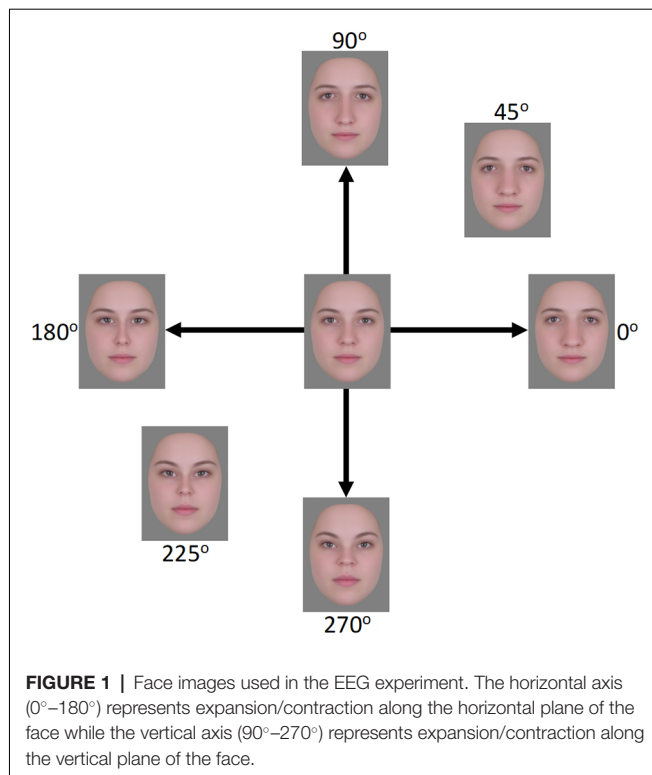 90°
45°
180°
0°
225°
270°
FIGURE 1 | Face images used in the EEG experiment. The horizontal axis
(0°–180°) represents expansion/contraction along the horizontal plane of the
face while the vertical axis (90°–270°) represents expansion/contraction along
the vertical plane of the face.